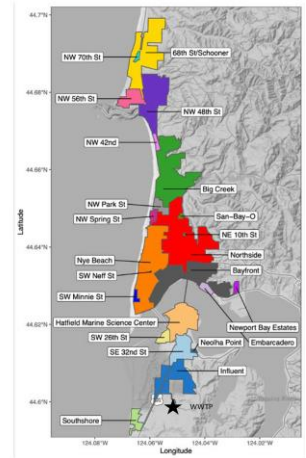 44.7°N
NW 70th St
68th St/Schooner
44.68°N
NW 56th St
NW 48th St
NW 42nd
44.66°N
Big Creek
NW Park St
San-Bay-O
NW Spring St
NE 10th St
44.64°N
Northside
Nye Beach
SW Neff St
Bayfront
SW Minnie St
Newport Bay Estates
Hatfield Marine Science Center
44.62°N
Embarcadero
SW 26th St
Neolha Point
SE 32nd St
Influent
44.6°N
WWTP
Southshore
124.08°W
124.06°W
124.04°W
124.02°W
Latitude
Longitude